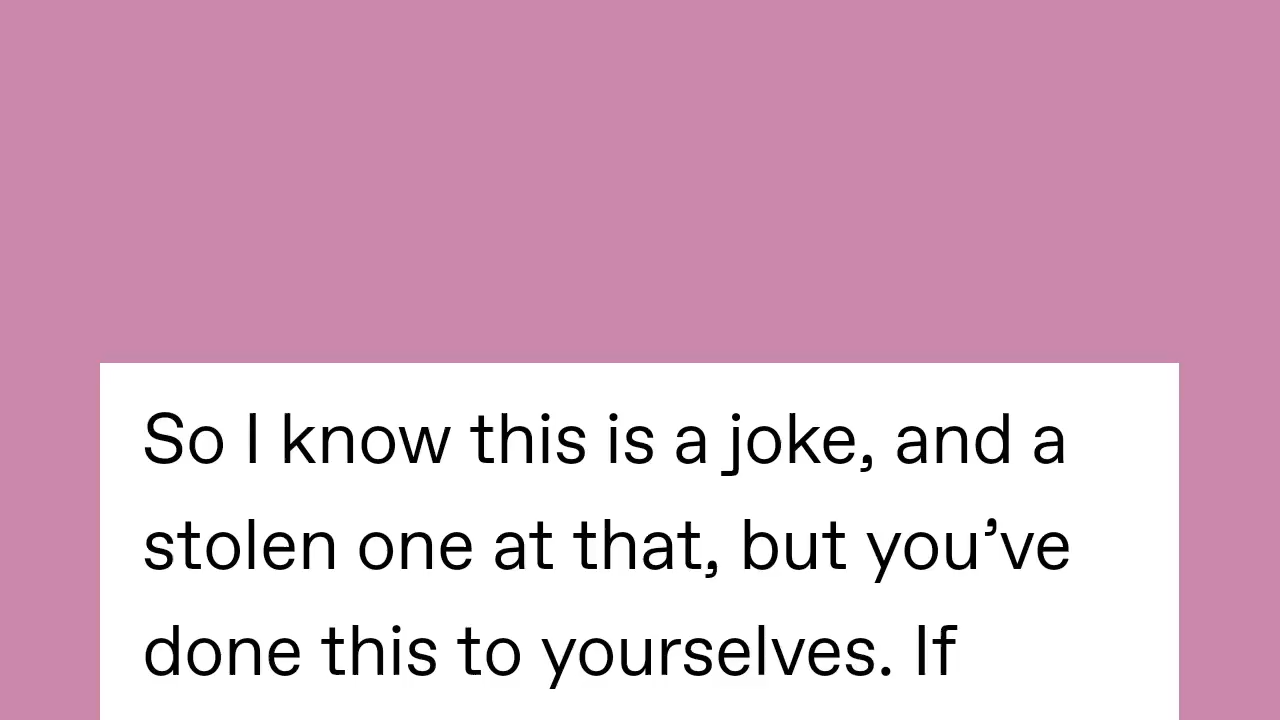 So I know this is a joke, and a
stolen one at that, but you’ve
done this to yourselves. If